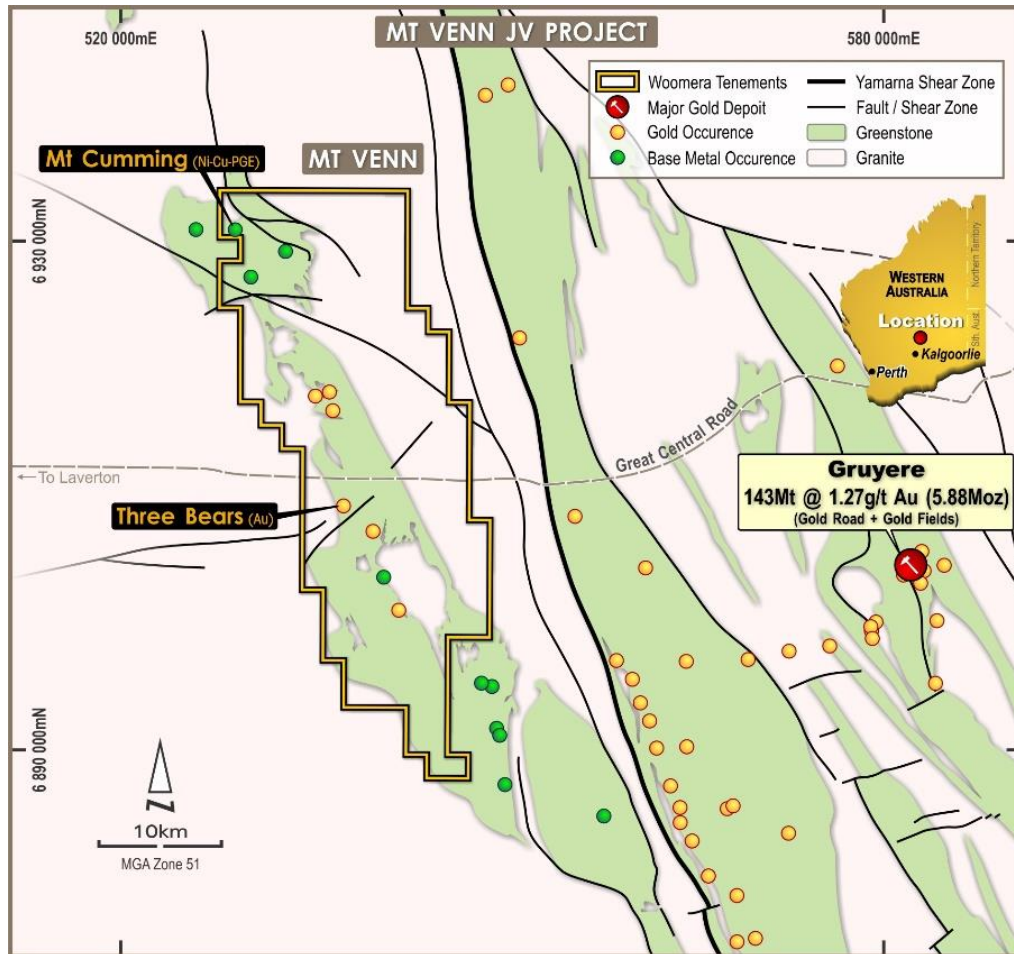 MT VENN JV PROJECT
520 000mE
580 000mE
Woomera Tenements
Major Gold Depoit
Gold Occurence
Base Metal Occurence
Yamarna Shear Zone
Fault / Shear Zone
Greenstone
Granite
Mt Cumming (Ni-Cu-PGE)
MT VENN
6 930 000mN
WESTERN
AUSTRALIA
Location
Kalgoorlie
Perth
Northern Territory
Sth. Aust.
Great Central Road
To Laverton
Three Bears (Au)
Gruyere
143Mt @ 1.27g/t Au (5.88Moz)
(Gold Road + Gold Fields)
6 890 000mN
N
10km
MGA Zone 51